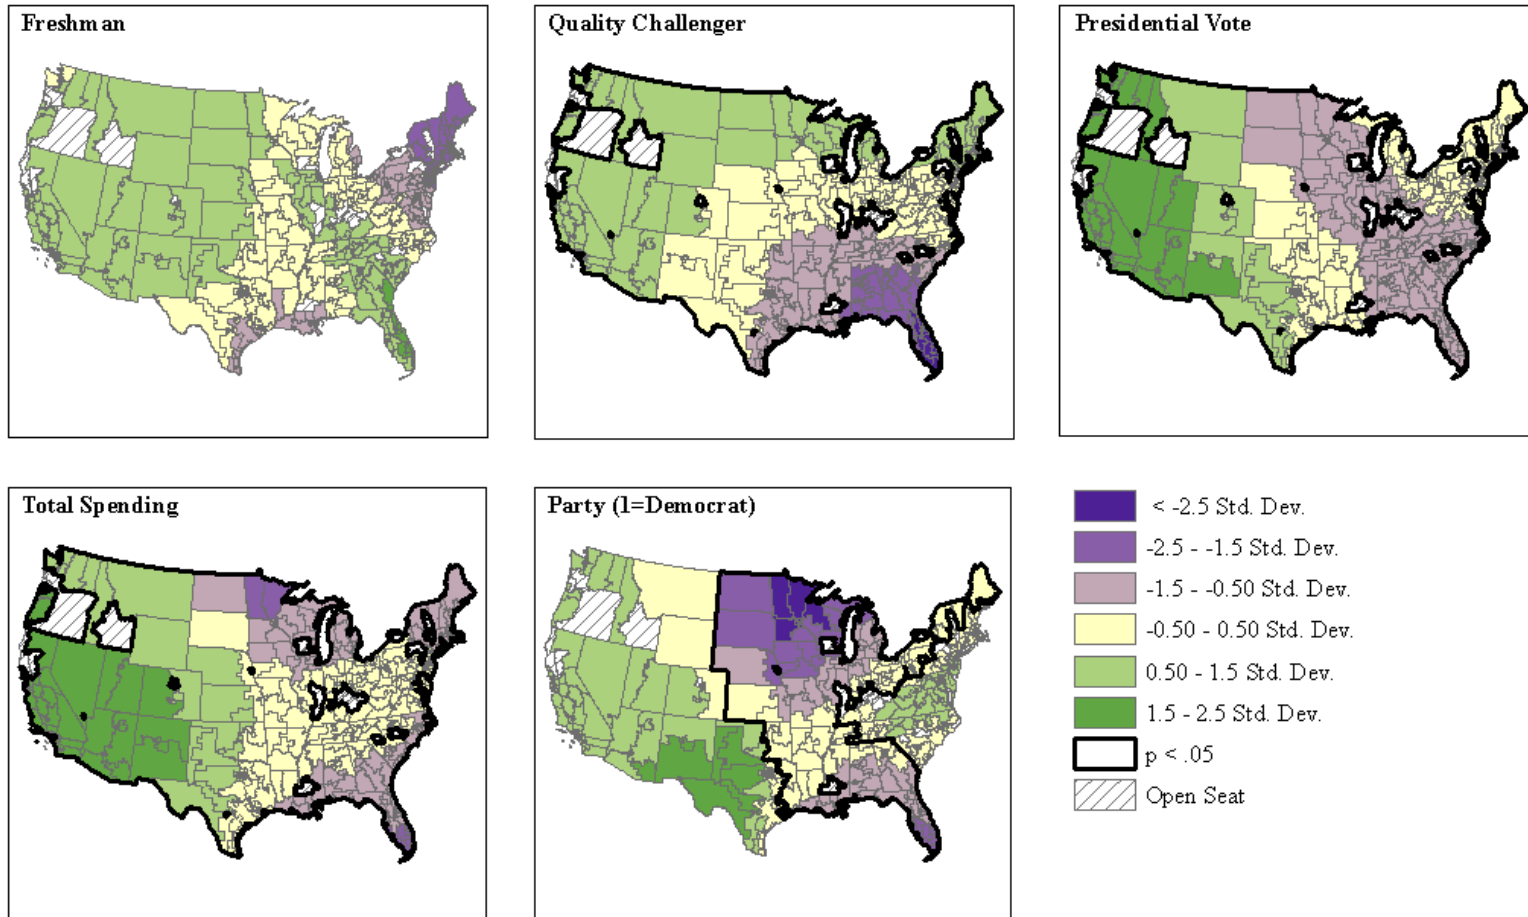 Freshman
Quality Challenger
Presidential Vote
Total Spending
Party (1=Democrat)
< -2.5 Std. Dev.
-2.5 - -1.5 Std. Dev.
-1.5 - -0.50 Std. Dev.
-0.50 - 0.50 Std. Dev.
0.50 - 1.5 Std. Dev.
1.5 - 2.5 Std. Dev.
p < .05
Open Seat